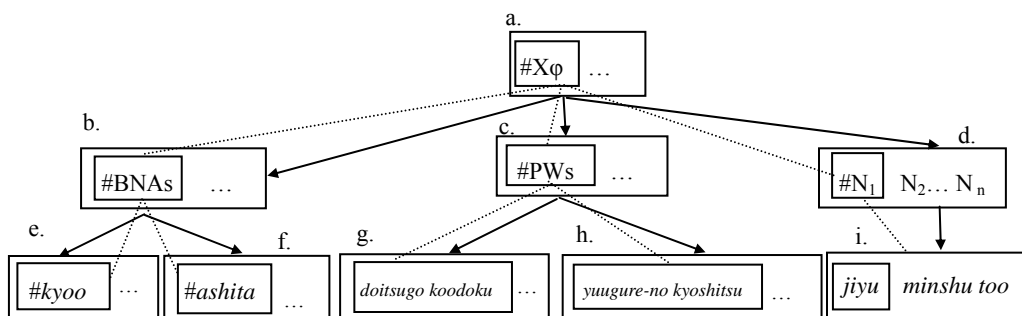 a.
#Xφ …
b.
c.
d.
#BNAs …
#PWs …
#N₁ N₂… Nₙ
e.
f.
g.
h.
i.
#kyoo …
#ashita …
doitsugo koodoku …
yuugure-no kyoshitsu …
jiyu minshu too